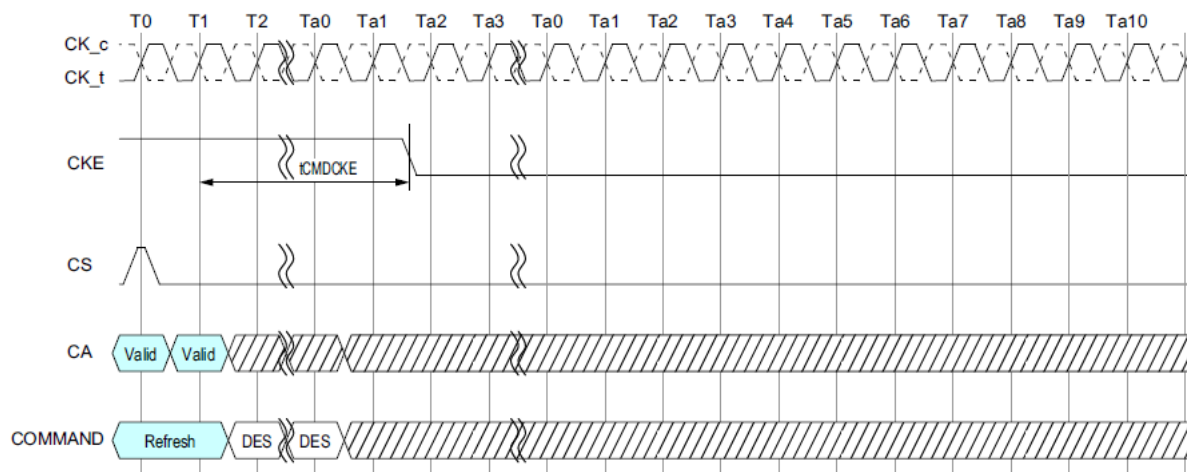 T0 T1 T2 Ta0 Ta1 Ta2 Ta3 Ta0 Ta1 Ta2 Ta3 Ta4 Ta5 Ta6 Ta7 Ta8 Ta9 Ta10
CK_c
CK_t
CKE
tCMDCKE
CS
CA Valid Valid
COMMAND Refresh DES DES